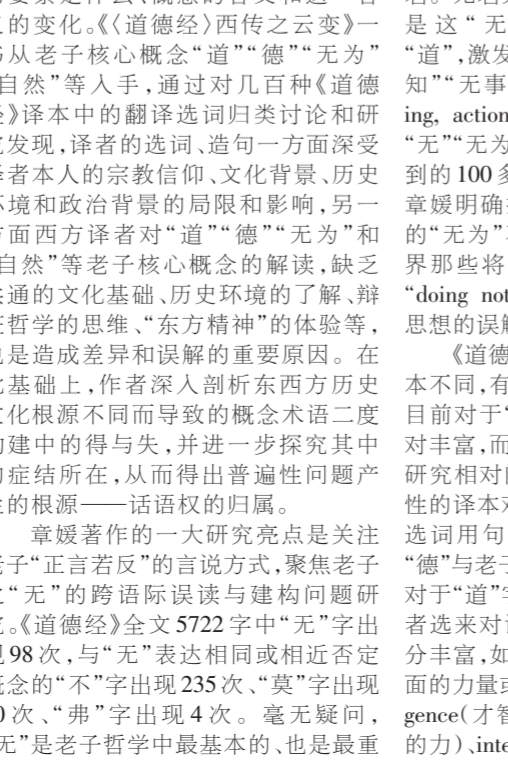 的变化。《〈道德经〉西传之云变》一
从老子核心概念“道”“德”“无为”
自然”等人手，通过对几百种《道德
》译本中的翻译选词归类讨论和研
发现，译者的选词、造句一方面深受
者本人的宗教信仰、文化背景、历史
环境和政治背景的局限和影响，另一
方面西方译者对“道”“德”“无为”和
自然”等老子核心概念的解读，缺乏
共通的文化基础、历史环境的了解、辩
证哲学的思维、“东方精神”的体验等，
也是造成差异和误解的重要原因。在
此基础上，作者深入剖析东西方历史
文化根源不同而导致的概念术语二度
构建中的得与失，并进一步探究其中
的症结所在，从而得出普遍性问题产
生的根源——话语权的归属。
章媛著作的一大研究亮点是关注
老子“正言若反”的言说方式，聚焦老子
之“无”的跨语际误读与建构问题研
究。《道德经》全文5722字中“无”字出
现98次，与“无”表达相同或相近否定
概念的“不”字出现235次、“莫”字出现
0次、“弗”字出现4次。毫无疑问，
无”是老子哲学中最基本的、也是最重
是这“无
“道”，激发
知”“无事
ing, action
“无”“无为
到的100多
章媛明确
的“无为”
界那些将
“doing not
思想的误解
《道德
本不同，有
目前对于“
对丰富，而
研究相对
性的译本
选词用句
“德”与老子
对于“道”字
者选来对
分丰富，如
面的力量或
gence（才智
的力）、inte